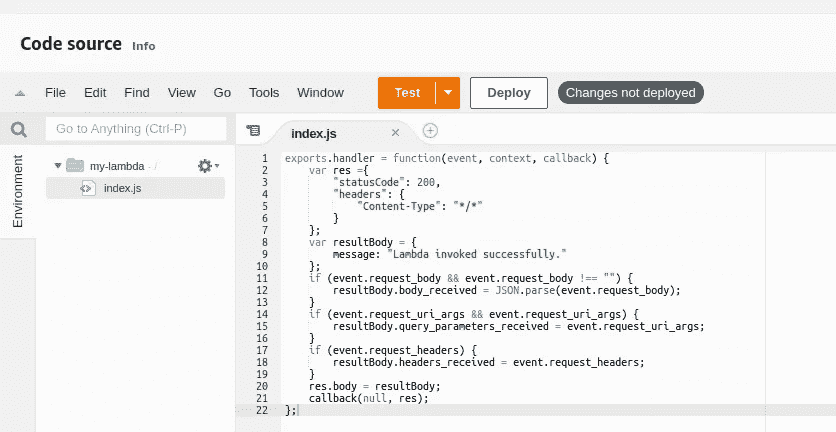 Code source Info
File Edit Find View Go Tools Window Test Deploy Changes not deployed
Go to Anything (Ctrl-P)
index.js
Environment
my-lambda - /
index.js
1 exports.handler = function(event, context, callback) {
2 var res ={
3 "statusCode": 200,
4 "headers": {
5 "Content-Type": "*/*"
6 }
7 };
8 var resultBody = {
9 message: "Lambda invoked successfully."
10 };
11 if (event.request_body && event.request_body !== "") {
12 resultBody.body_received = JSON.parse(event.request_body);
13 }
14 if (event.request_uri_args && event.request_uri_args) {
15 resultBody.query_parameters_received = event.request_uri_args;
16 }
17 if (event.request_headers) {
18 resultBody.headers_received = event.request_headers;
19 }
20 res.body = resultBody;
21 callback(null, res);
22 };